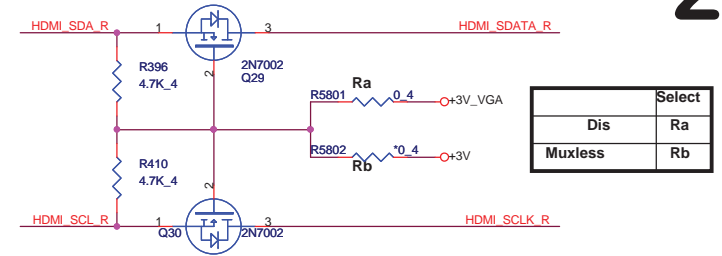 2
HDMI_SDA_R
1
3
HDMI_SDATA_R
R396
4.7K_4
2N7002
Q29
2
Ra
R5801
0_4
+3V_VGA
Select
Dis
Ra
R5802
*0_4
+3V
Rb
Muxless
Rb
R410
4.7K_4
2
HDMI_SCL_R
1
3
HDMI_SCLK_R
Q30
2N7002